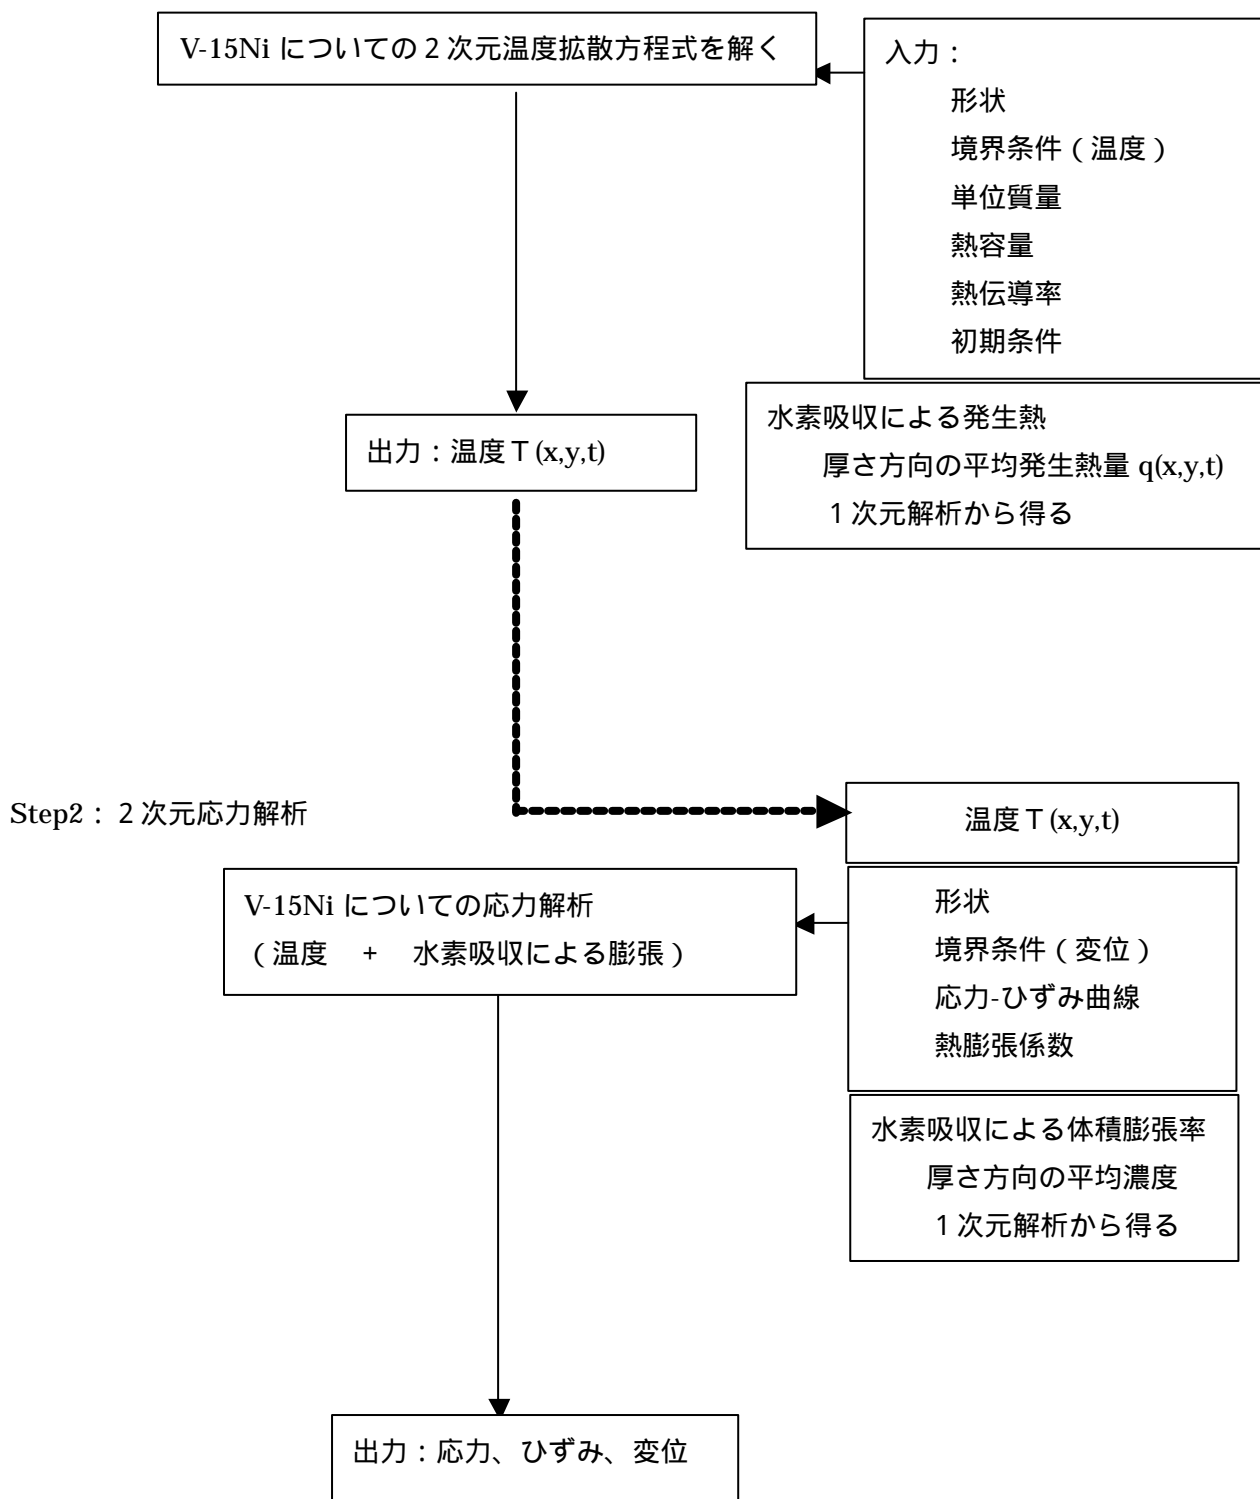 V-15Ni についての２次元温度拡散方程式を解く
入力：
形状
境界条件（温度）
単位質量
熱容量
熱伝導率
初期条件
水素吸収による発生熱
厚さ方向の平均発生熱量 q(x,y,t)
１次元解析から得る
出力：温度Ｔ(x,y,t)
Step2： ２次元応力解析
温度Ｔ(x,y,t)
V-15Ni についての応力解析
（温度　+　水素吸収による膨張）
形状
境界条件（変位）
応力-ひずみ曲線
熱膨張係数
水素吸収による体積膨張率
厚さ方向の平均濃度
１次元解析から得る
出力：応力、ひずみ、変位